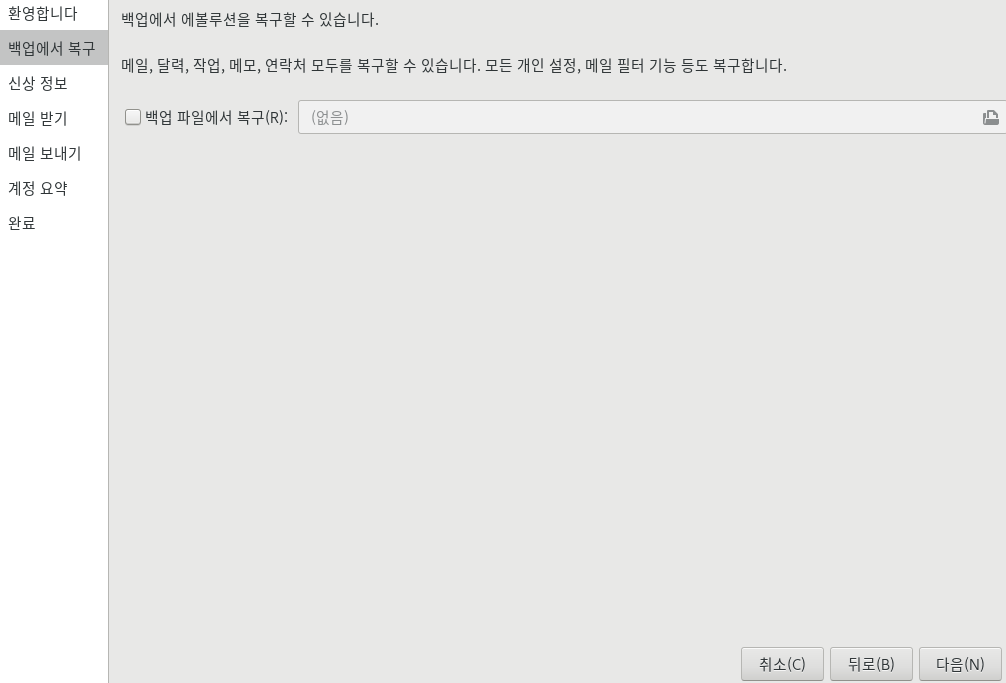 환영합니다
백업에서 복구
신상 정보
메일 받기
메일 보내기
계정 요약
완료
백업에서 에볼루션을 복구할 수 있습니다.
메일, 달력, 작업, 메모, 연락처 모두를 복구할 수 있습니다. 모든 개인 설정, 메일 필터 기능 등도 복구합니다.
백업 파일에서 복구(R): (없음)
취소(C) 뒤로(B) 다음(N)